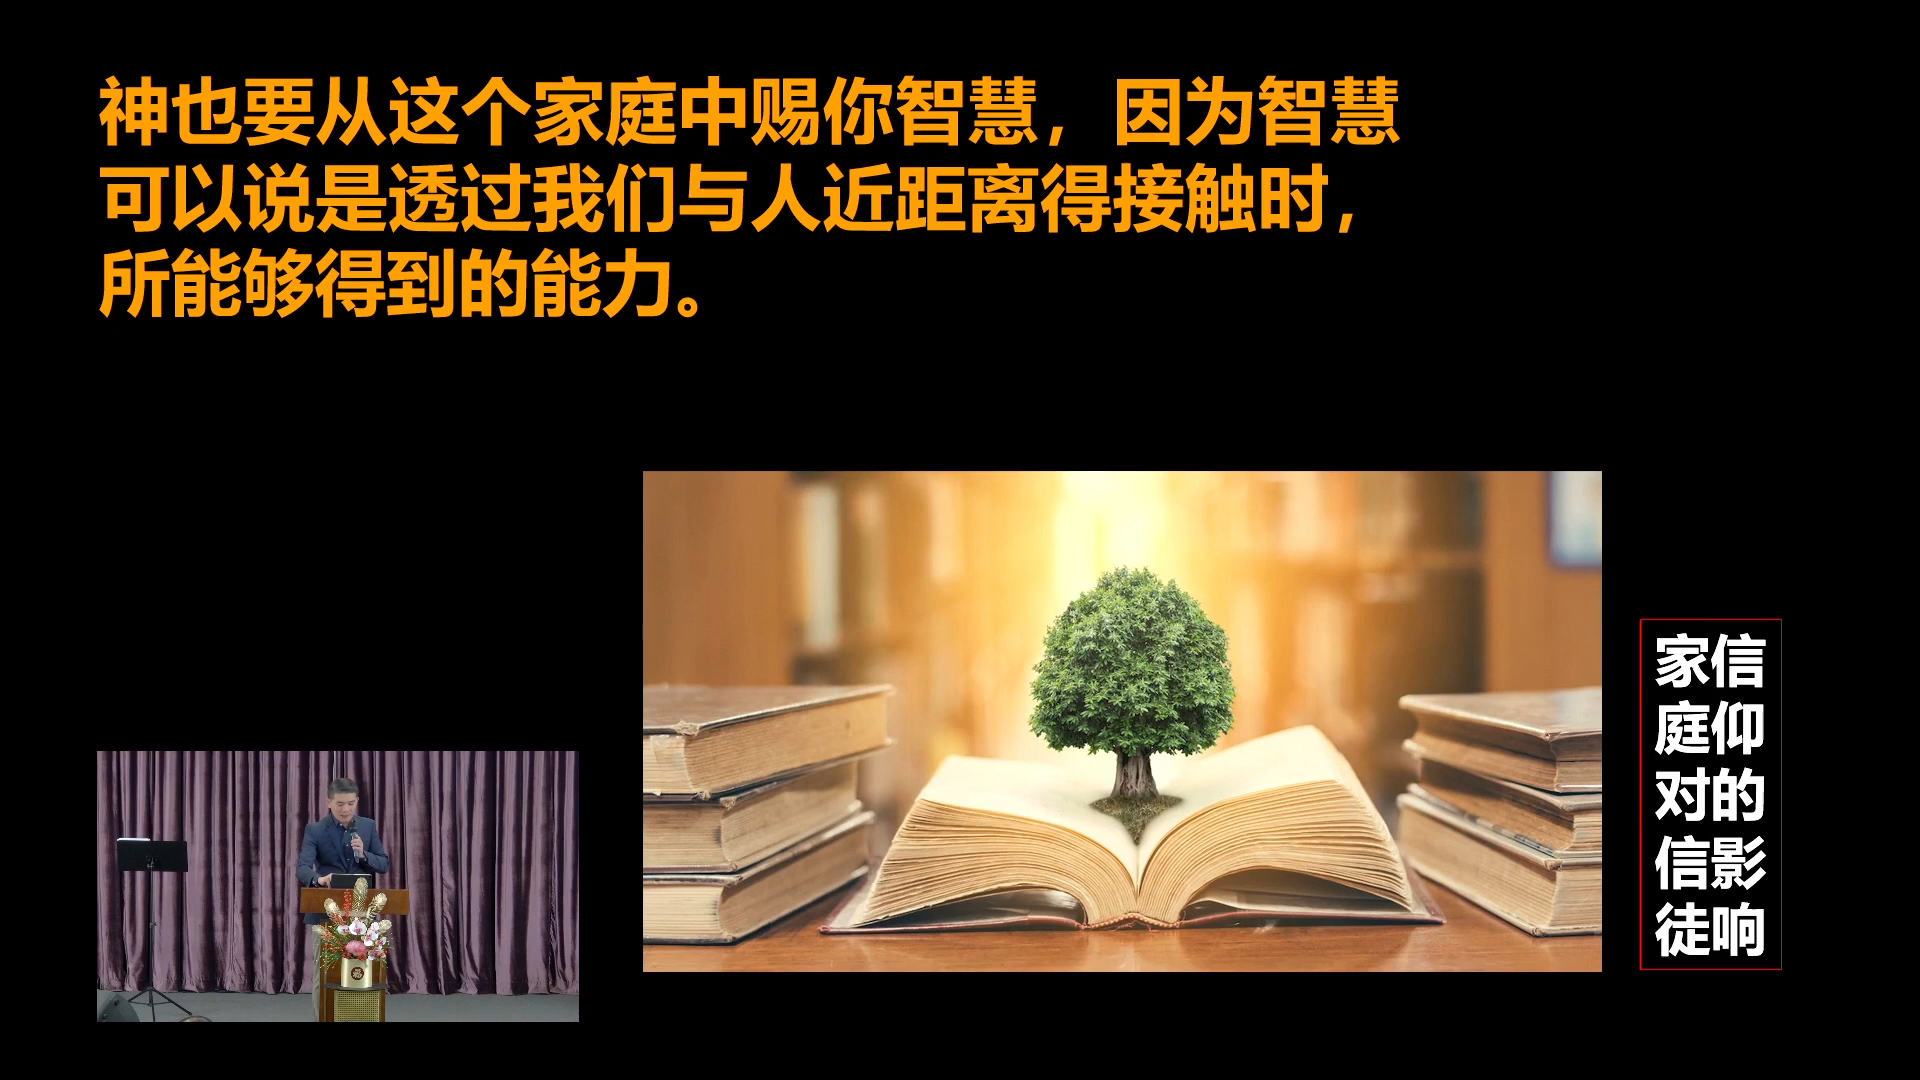 神也要从这个家庭中赐你智慧，因为智慧
可以说是透过我们与人近距离得接触时，
所能够得到的能力。
家庭对信徒
信仰的影响